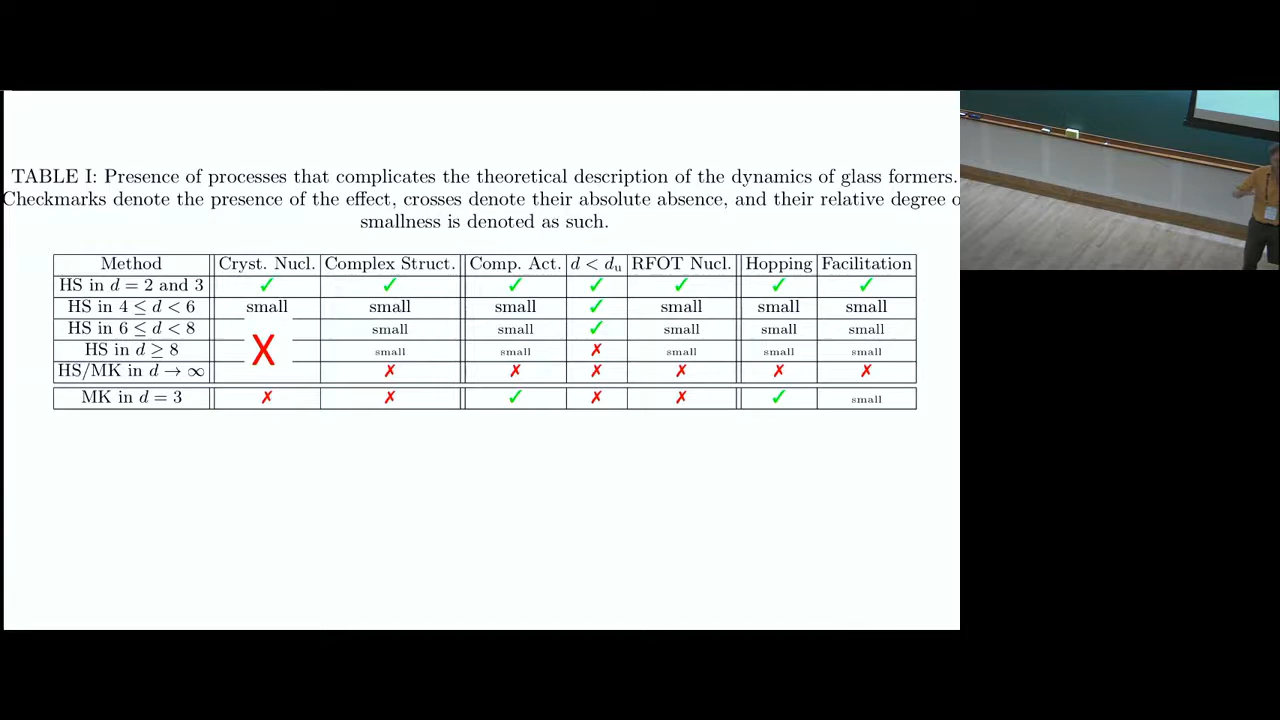 TABLE I: Presence of processes that complicates the theoretical description of the dynamics of glass formers.
Checkmarks denote the presence of the effect, crosses denote their absolute absence, and their relative degree o
smallness is denoted as such.
Method Cryst. Nucl. Complex Struct. Comp. Act. d < d_u RFOT Nucl. Hopping Facilitation
HS in d = 2 and 3 ✓ ✓ ✓ ✓ ✓ ✓ ✓
HS in 4 ≤ d < 6 small small small ✓ small small small
HS in 6 ≤ d < 8 small small ✓ small small small
HS in d ≥ 8 X small small ✗ small small small
HS/MK in d → ∞ ✗ ✗ ✗ ✗ ✗ ✗
MK in d = 3 ✗ ✗ ✓ ✗ ✗ ✓ small